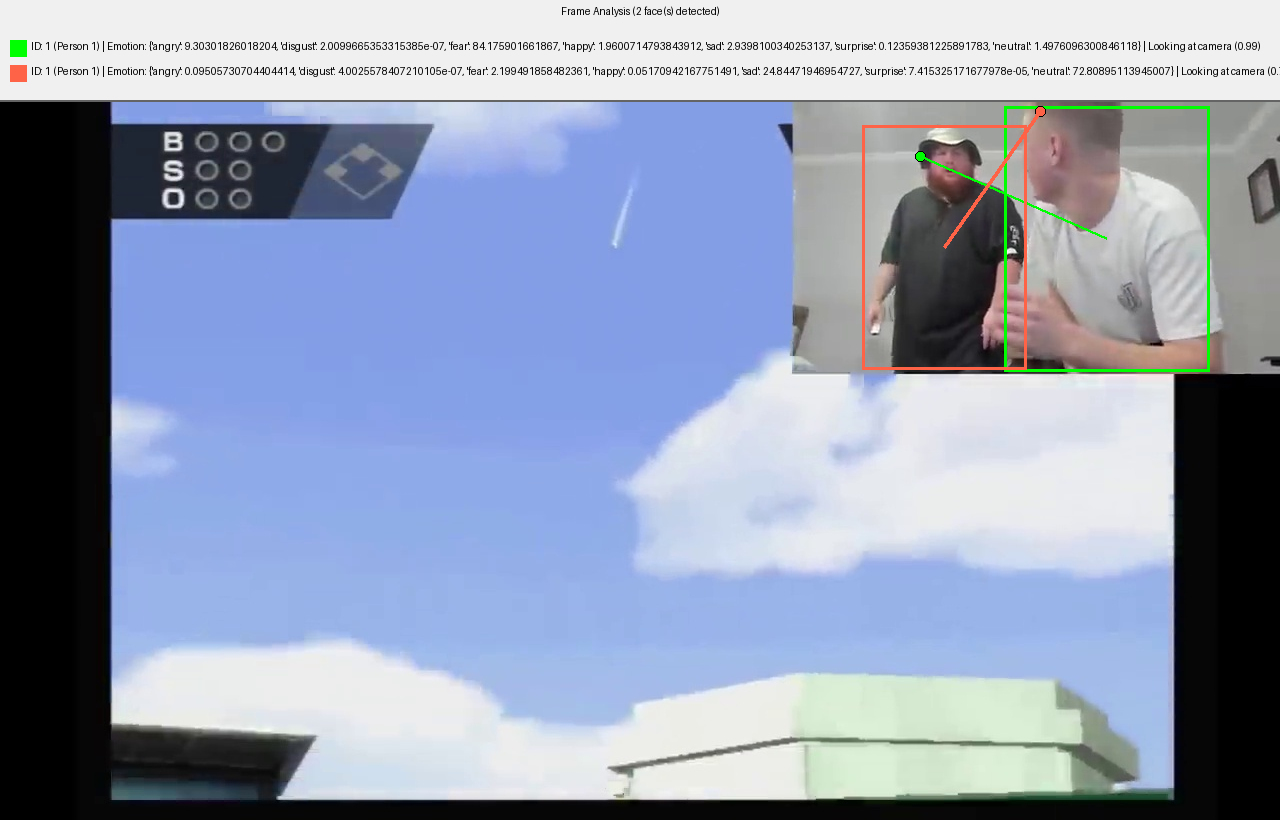 Frame Analysis (2 face(s) detected)
ID: 1 (Person 1) | Emotion: {'angry': 9.30301826018204, 'disgust': 2.0099665353315385e-07, 'fear': 84.175901661867, 'happy': 1.9600714793843912, 'sad': 2.9398100340253137, 'surprise': 0.12359381225891783, 'neutral': 1.4976096300846118} | Looking at camera (0.99)
ID: 1 (Person 1) | Emotion: {'angry': 0.09505730704404414, 'disgust': 4.0025578407210105e-07, 'fear': 2.199491858482361, 'happy': 0.05170942167751491, 'sad': 24.84471946954727, 'surprise': 7.415325171677978e-05, 'neutral': 72.80895113945007} | Looking at camera (0.
B
S
O